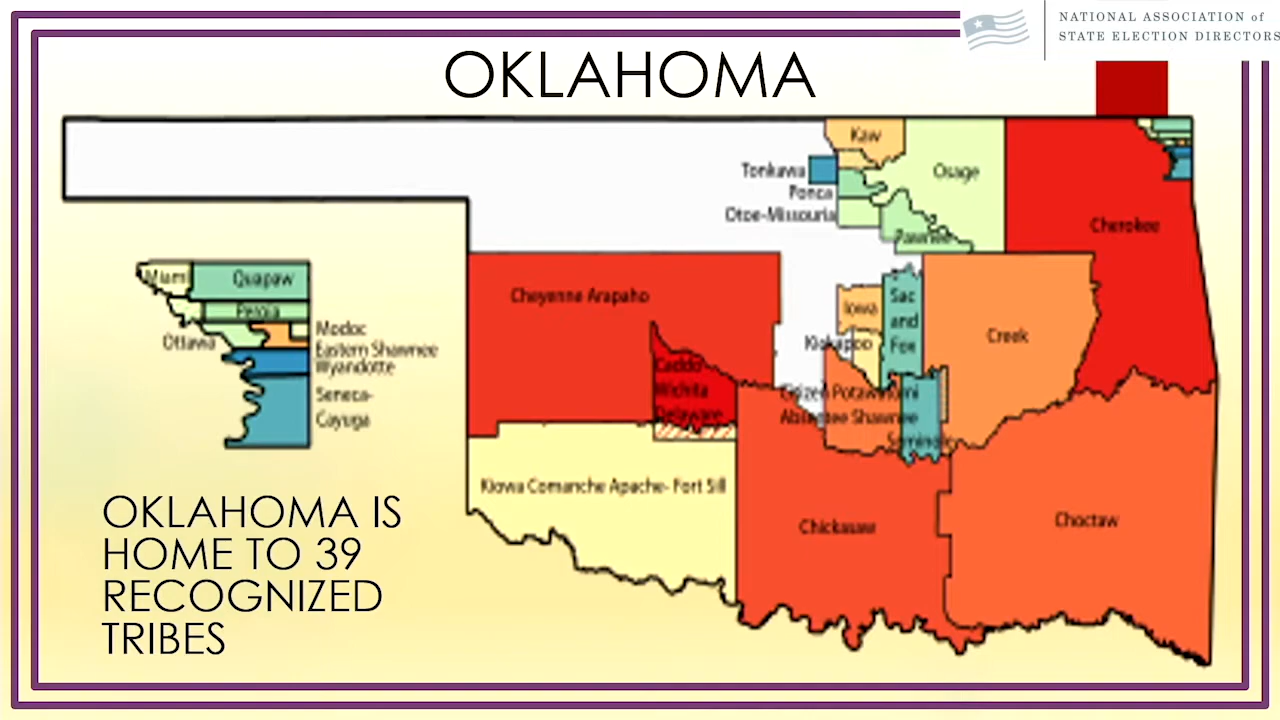 NATIONAL ASSOCIATION of
STATE ELECTION DIRECTORS
OKLAHOMA
Kaw
Tonkawa
Osage
Ponca
Otoe-Missouria
Pawnee
Cherokee
Miami
Quapaw
Peroia
Ottawa
Modoc
Eastern Shawnee
Wyandotte
Seneca-
Cayuga
Cheyenne Arapaho
Iowa
Sac
and
Fox
Kickapoo
Creek
Caddo
Wichita
Delaware
Citizen Potawatomi
Absentee Shawnee
Seminole
Kiowa Comanche Apache- Fort Sill
Chickasaw
Choctaw
OKLAHOMA IS
HOME TO 39
RECOGNIZED
TRIBES